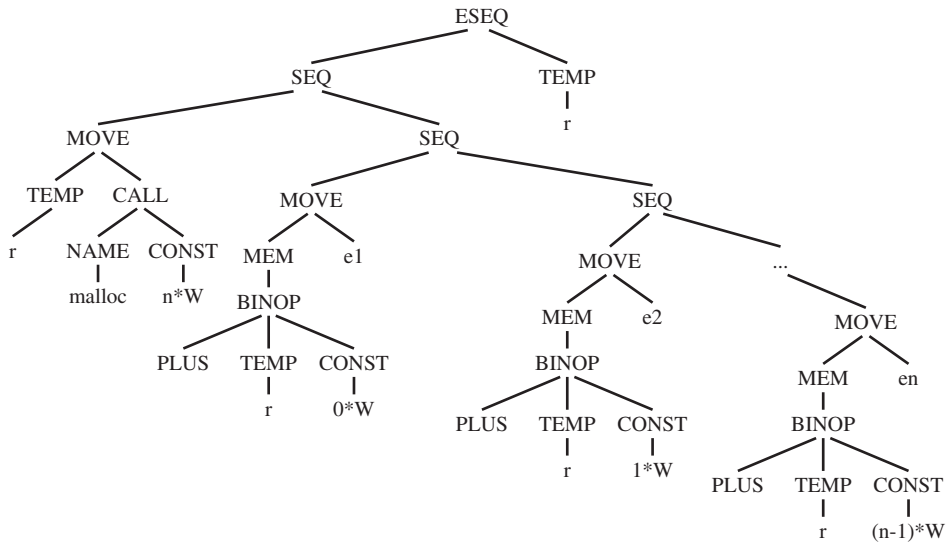 ESEQ
SEQ TEMP
r
MOVE SEQ
TEMP CALL MOVE SEQ
r NAME CONST MEM e1 MOVE ...
malloc n*W BINOP MEM e2 MOVE
PLUS TEMP CONST BINOP MEM en
r 0*W PLUS TEMP CONST BINOP
r 1*W PLUS TEMP CONST
r (n-1)*W